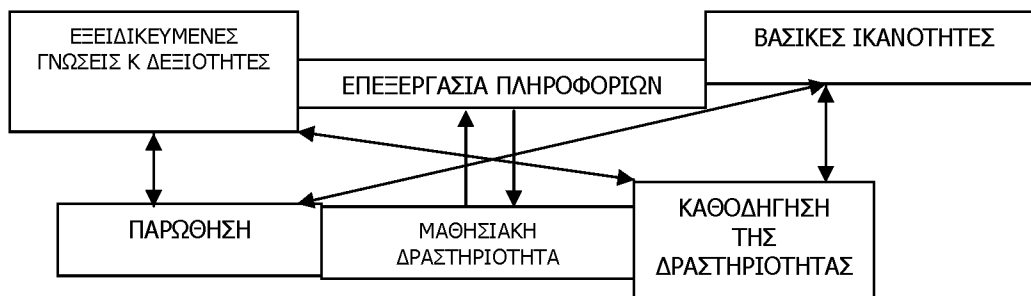 ΕΞΕΙΔΙΚΕΥΜΕΝΕΣ
ΓΝΩΣΕΙΣ Κ ΔΕΞΙΟΤΗΤΕΣ
ΒΑΣΙΚΕΣ ΙΚΑΝΟΤΗΤΕΣ
ΕΠΕΞΕΡΓΑΣΙΑ ΠΛΗΡΟΦΟΡΙΩΝ
ΠΑΡΩΘΗΣΗ
ΜΑΘΗΣΙΑΚΗ
ΔΡΑΣΤΗΡΙΟΤΗΤΑ
ΚΑΘΟΔΗΓΗΣΗ
ΤΗΣ
ΔΡΑΣΤΗΡΙΟΤΗΤΑΣ